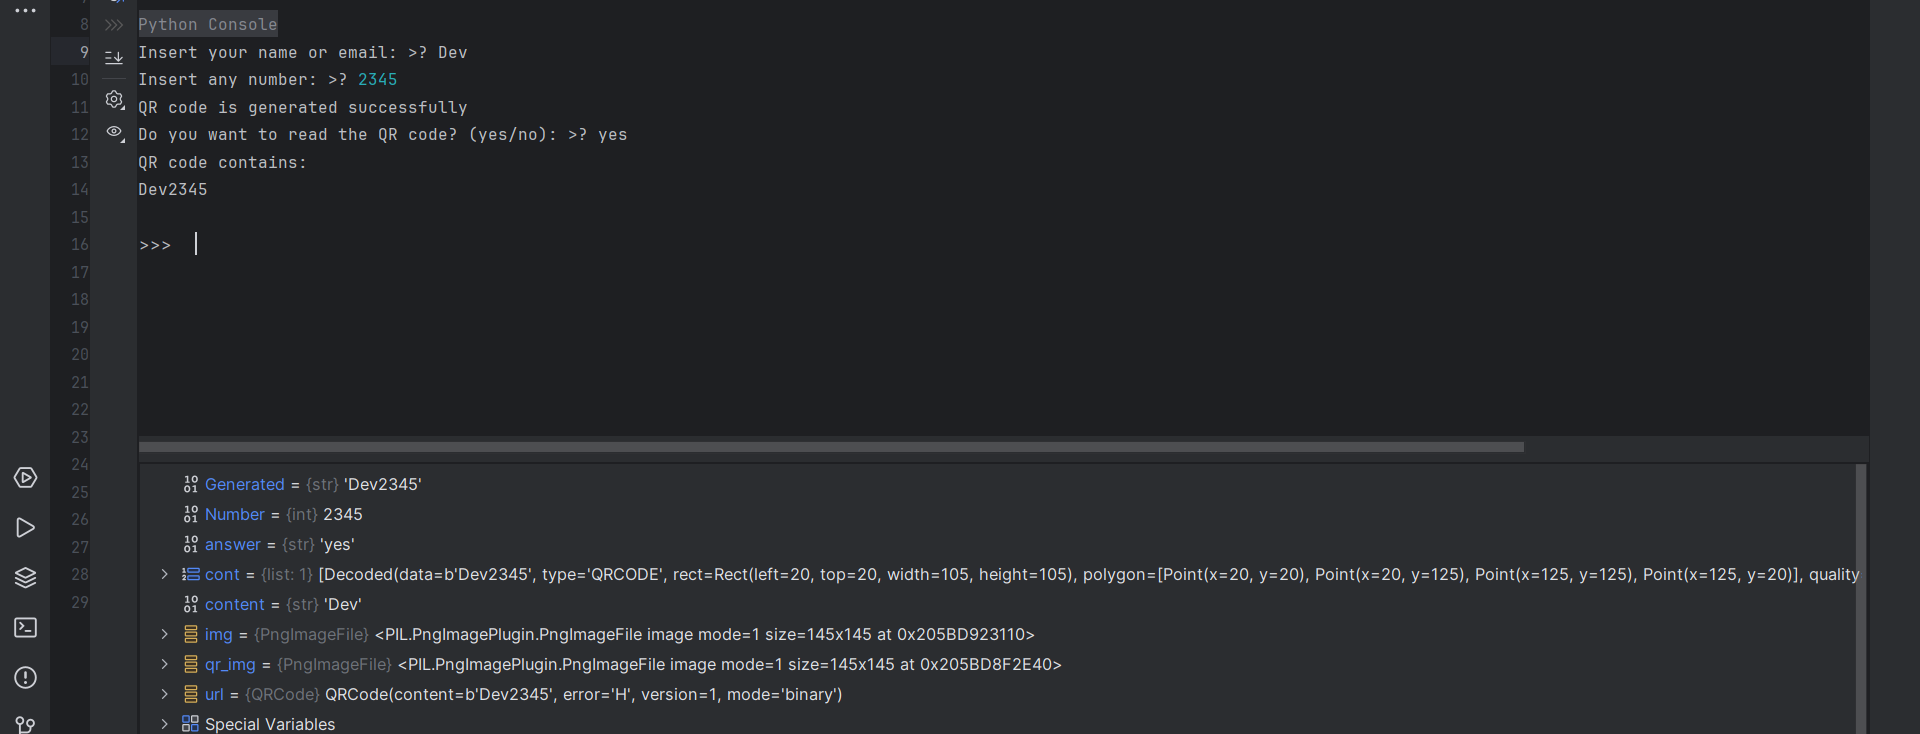 8
Python Console
9
Insert your name or email: >? Dev
10
Insert any number: >? 2345
11
QR code is generated successfully
12
Do you want to read the QR code? (yes/no): >? yes
13
QR code contains:
14
Dev2345
15
16
>>>
17
18
19
20
21
22
23
24
25
26
27
28
29
Generated = {str} 'Dev2345'
Number = {int} 2345
answer = {str} 'yes'
cont = {list: 1} [Decoded(data=b'Dev2345', type='QRCODE', rect=Rect(left=20, top=20, width=105, height=105), polygon=[Point(x=20, y=20), Point(x=20, y=125), Point(x=125, y=125), Point(x=125, y=20)], quality
content = {str} 'Dev'
img = {PngImageFile} <PIL.PngImagePlugin.PngImageFile image mode=1 size=145x145 at 0x205BD923110>
qr_img = {PngImageFile} <PIL.PngImagePlugin.PngImageFile image mode=1 size=145x145 at 0x205BD8F2E40>
url = {QRCode} QRCode(content=b'Dev2345', error='H', version=1, mode='binary')
Special Variables